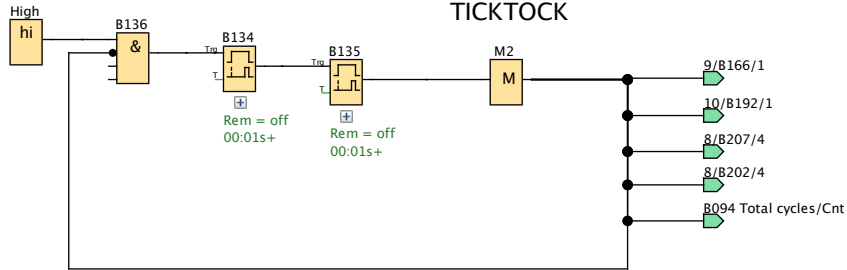 TICKTOCK
High
hi
B136
&
B134
Trg
T
+
Rem = off
00:01s+
B135
Trg
T
+
Rem = off
00:01s+
M2
M
9/B166/1
10/B192/1
8/B207/4
8/B202/4
B094 Total cycles/Cnt